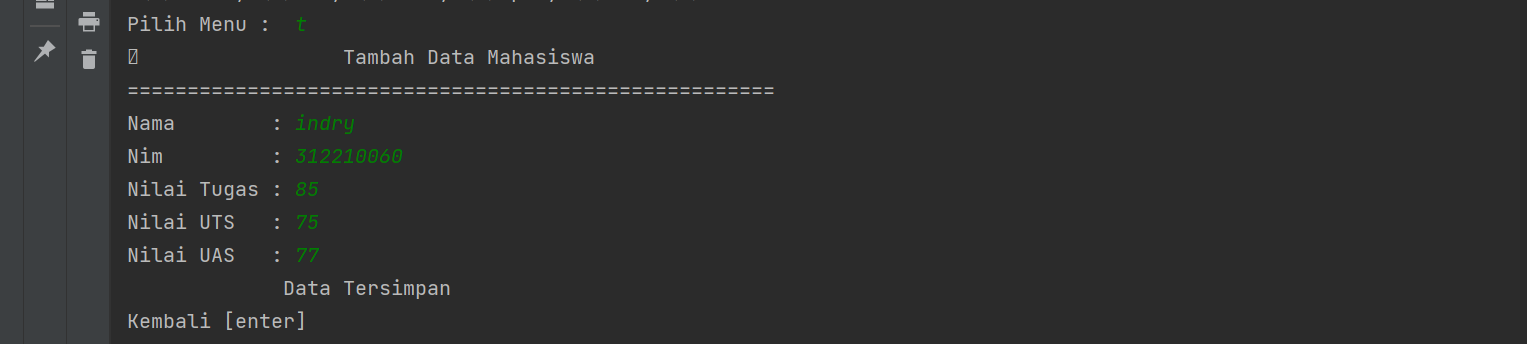 Pilih Menu :  t
Tambah Data Mahasiswa
======================================================
Nama        : indry
Nim         : 312210060
Nilai Tugas : 85
Nilai UTS   : 75
Nilai UAS   : 77
Data Tersimpan
Kembali [enter]